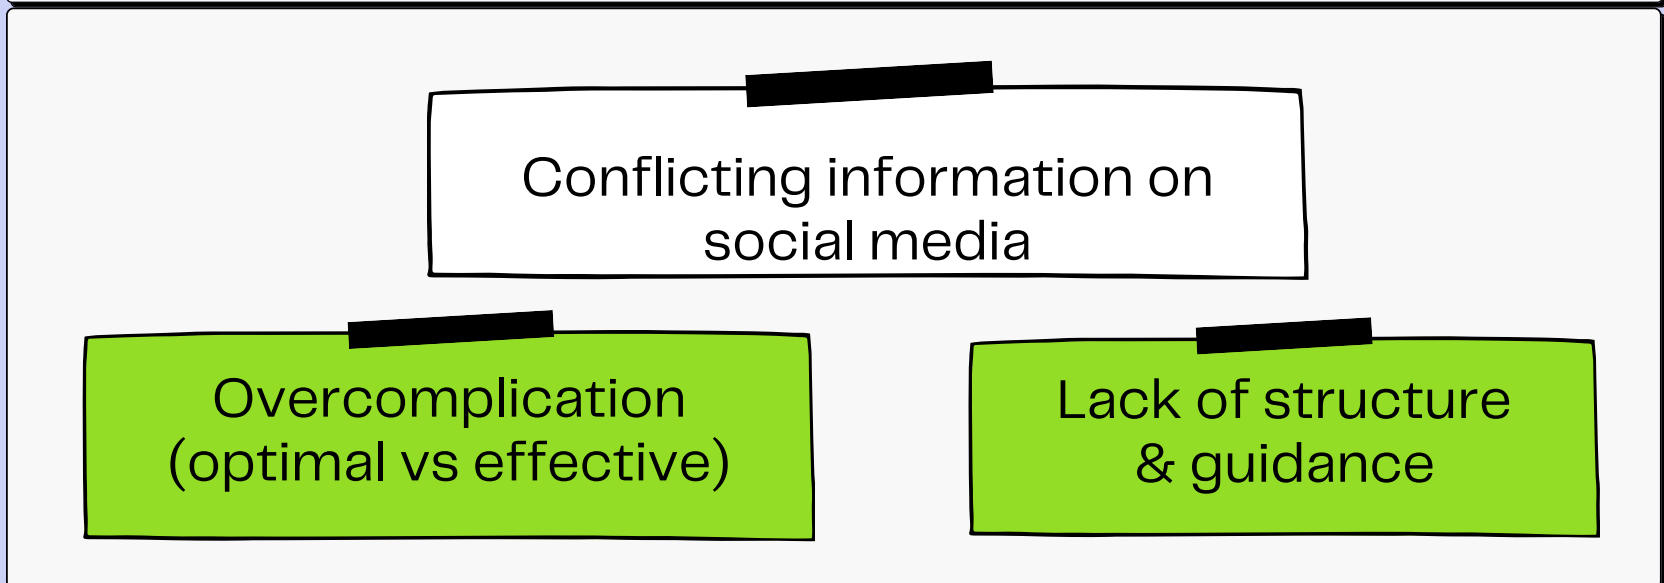 Conflicting information on
social media
Overcomplication
(optimal vs effective)
Lack of structure
& guidance